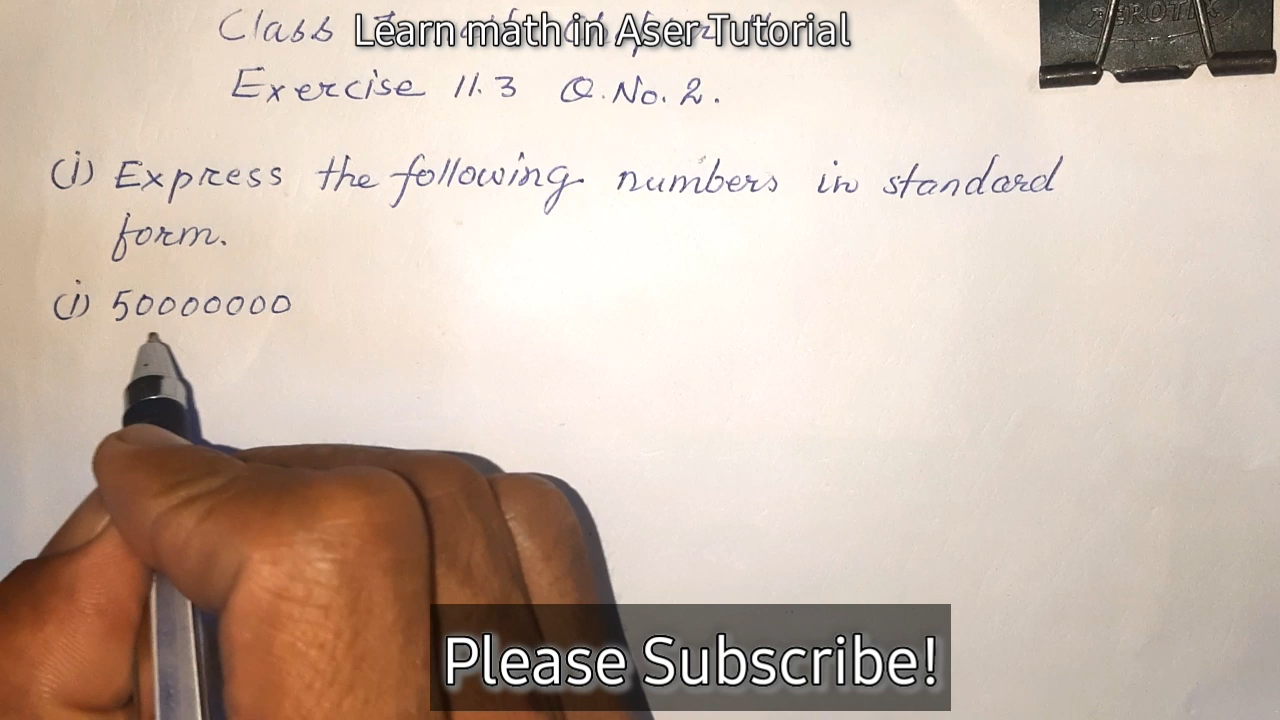 Class
Learn math in Aser Tutorial
Exercise 11.3 Q.No.2.
(i) Express the following numbers in standard
form.
(i) 50000000
Please Subscribe!